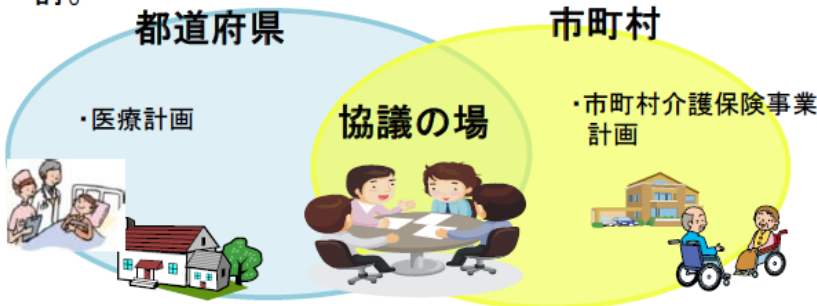 討。
都道府県
市町村
・医療計画
協議の場
・市町村介護保険事業
計画